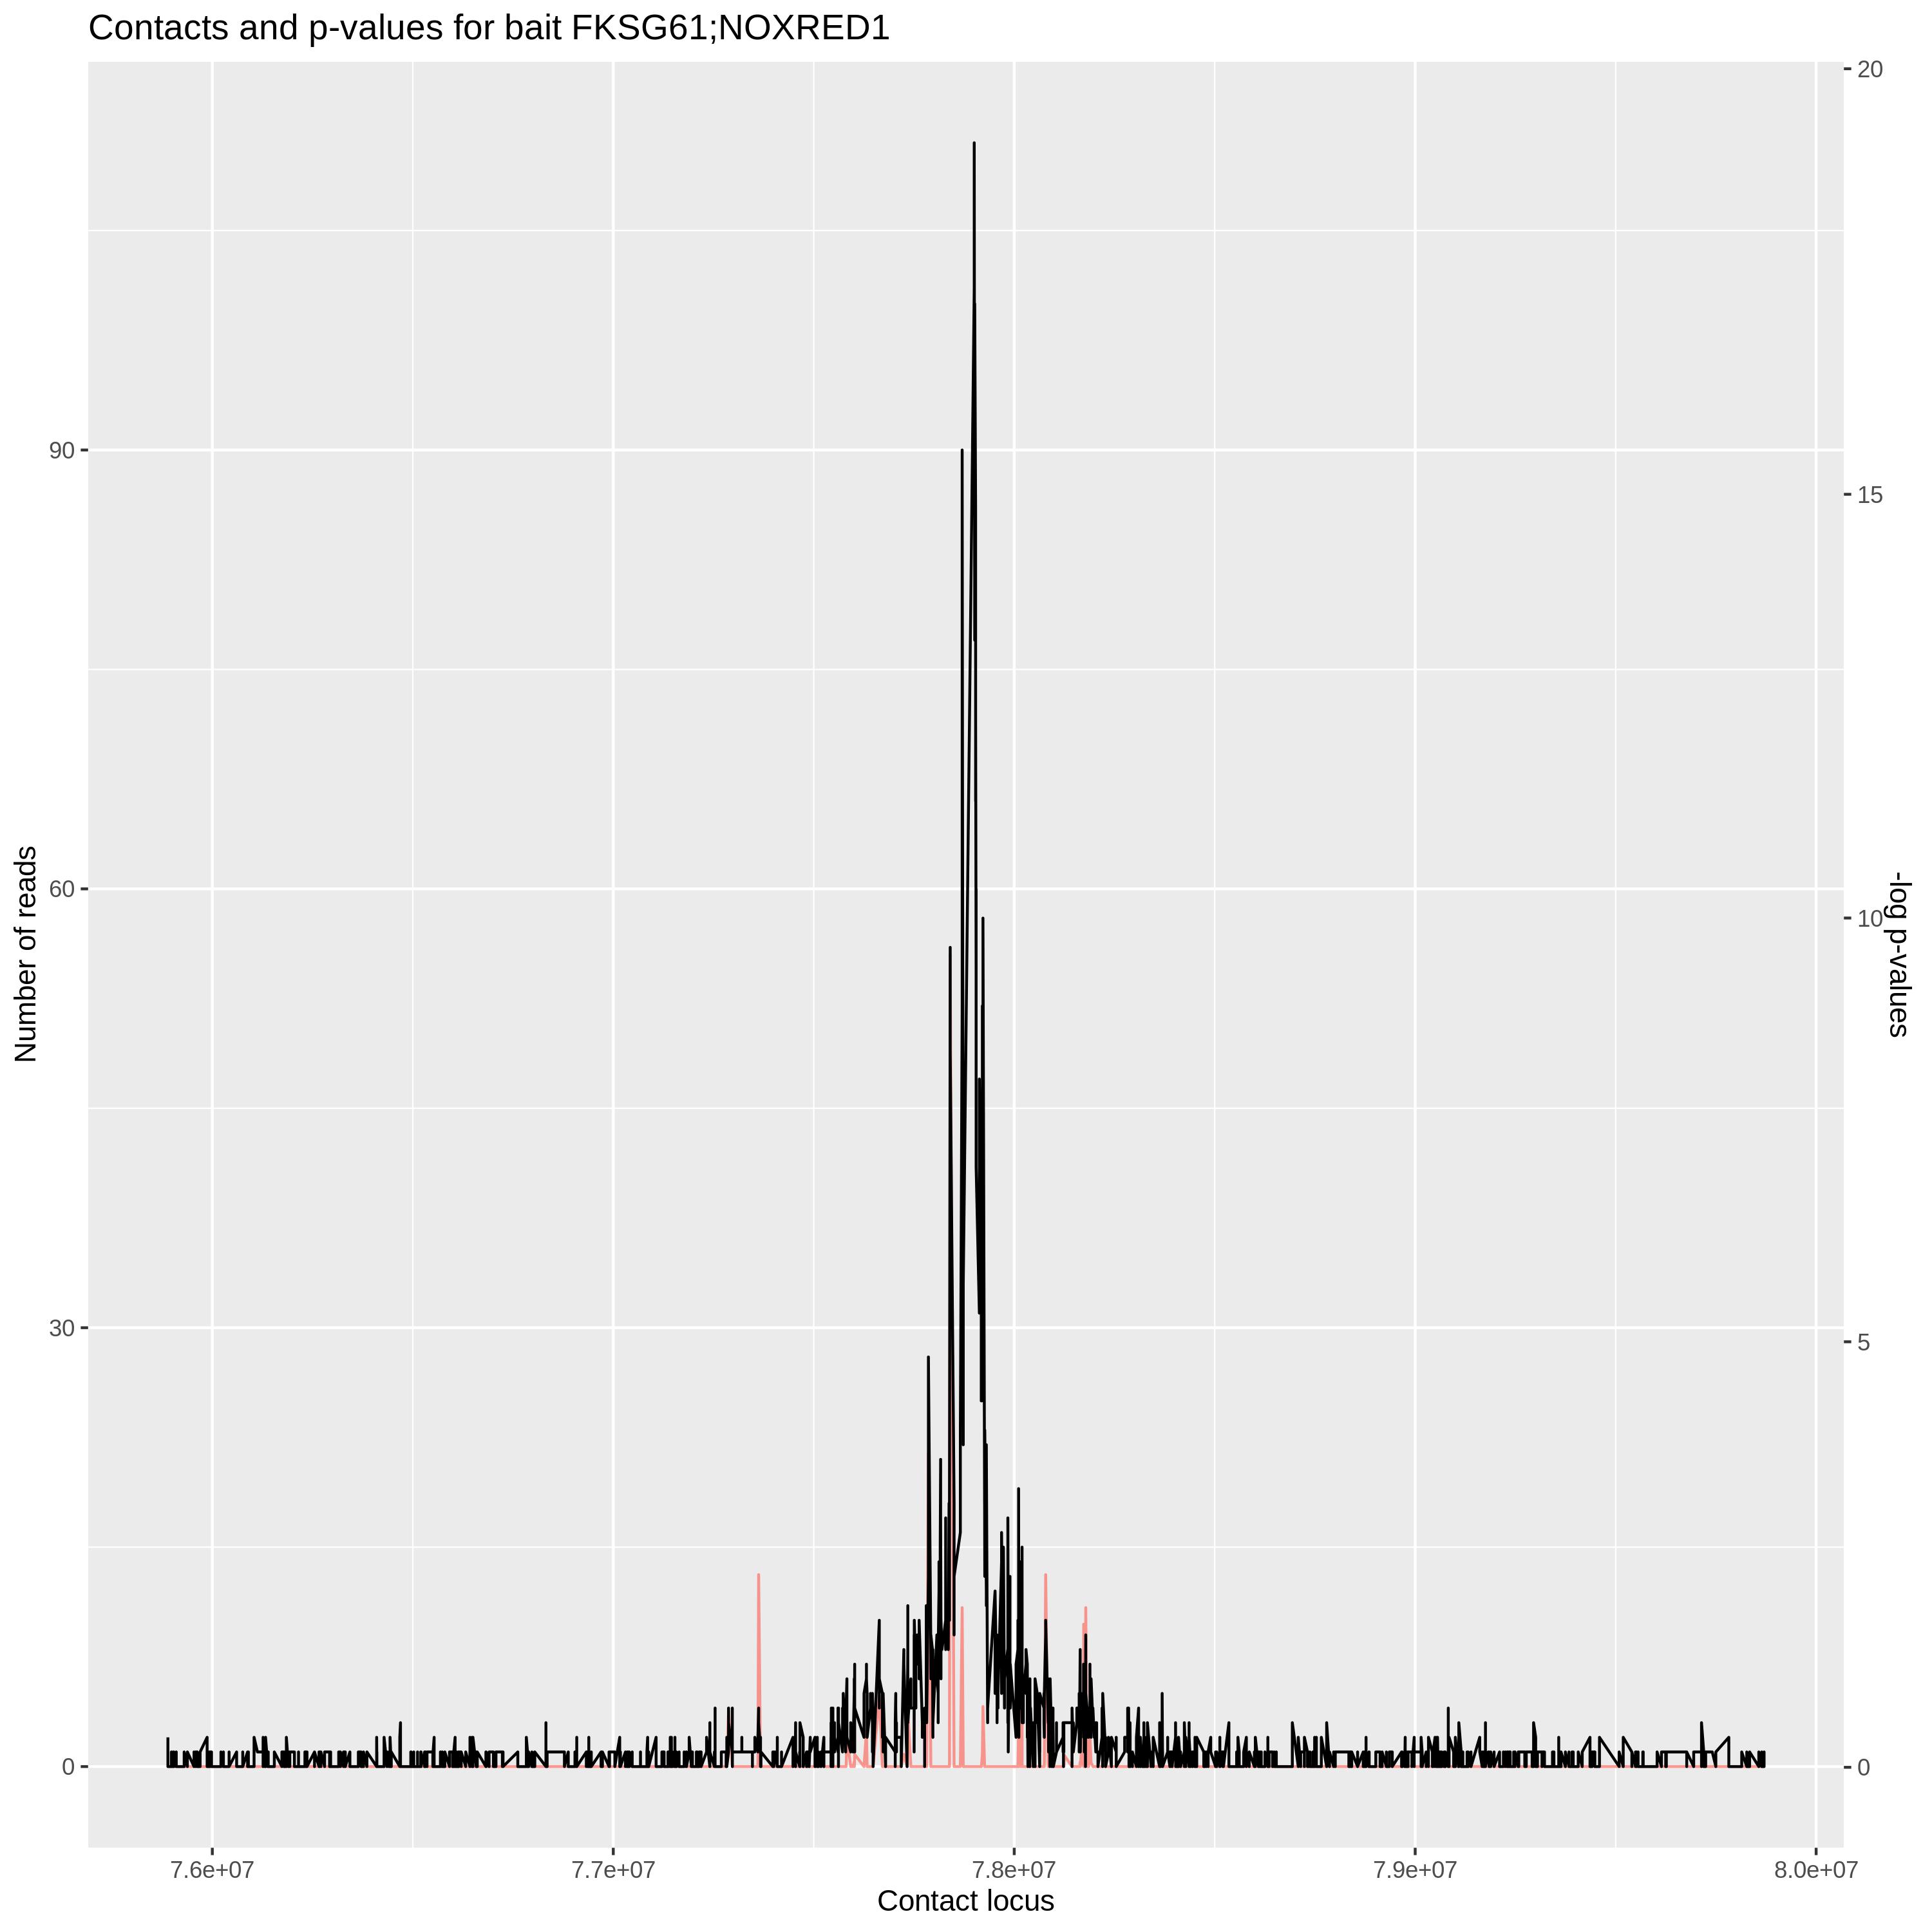 Contacts and p-values for bait FKSG61;NOXRED1
20
90
15
60
10
30
5
0
0
Number of reads
-log p-values
7.6e+07
7.7e+07
7.8e+07
7.9e+07
8.0e+07
Contact locus